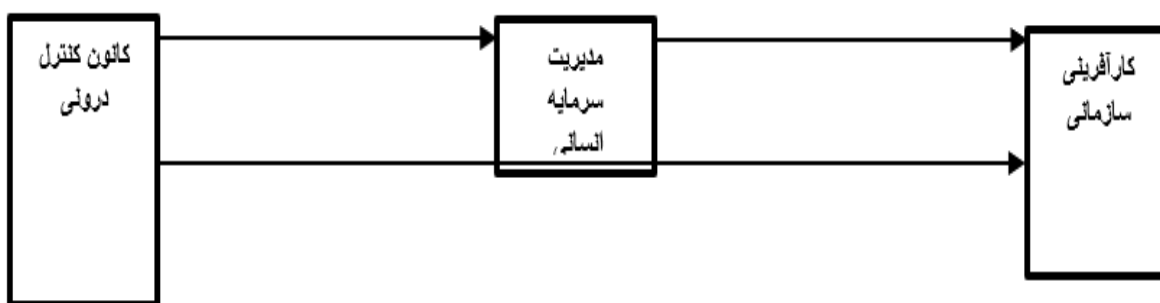 کانون کنترل
درونی
مدیریت
سرمایه
انسانی
کارآفرینی
سازمانی